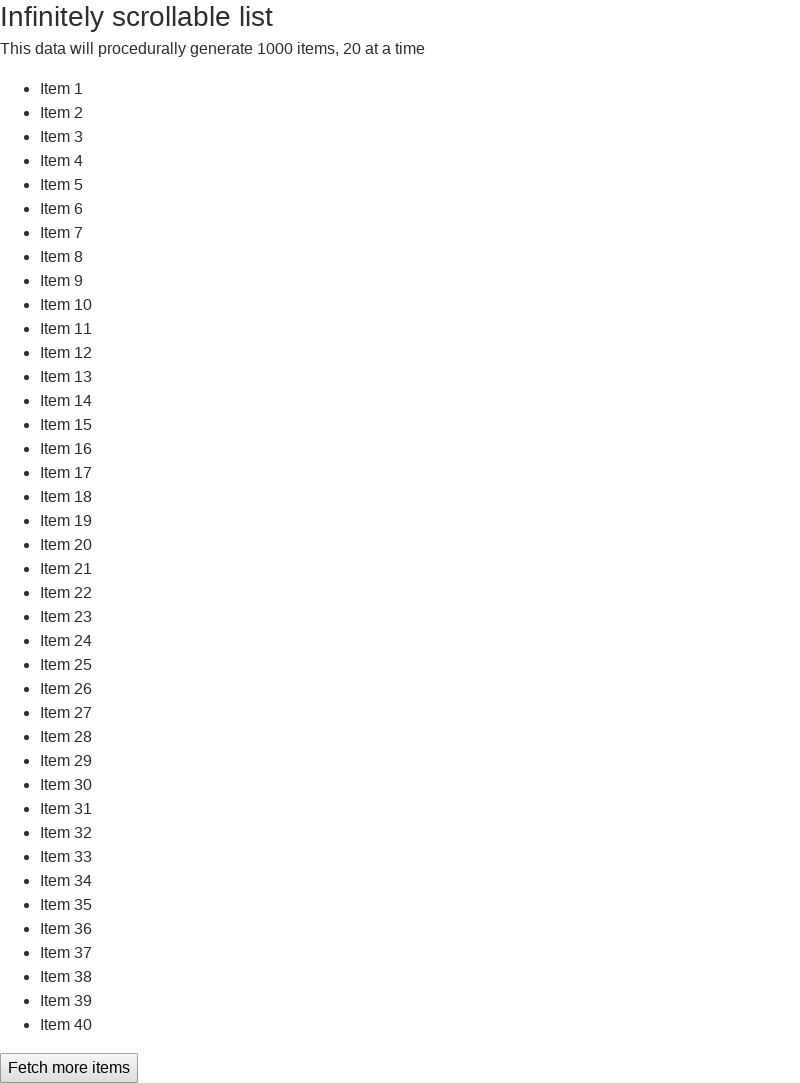 Infinitely scrollable list
This data will procedurally generate 1000 items, 20 at a time
Item 1
Item 2
Item 3
Item 4
Item 5
Item 6
Item 7
Item 8
Item 9
Item 10
Item 11
Item 12
Item 13
Item 14
Item 15
Item 16
Item 17
Item 18
Item 19
Item 20
Item 21
Item 22
Item 23
Item 24
Item 25
Item 26
Item 27
Item 28
Item 29
Item 30
Item 31
Item 32
Item 33
Item 34
Item 35
Item 36
Item 37
Item 38
Item 39
Item 40
Fetch more items